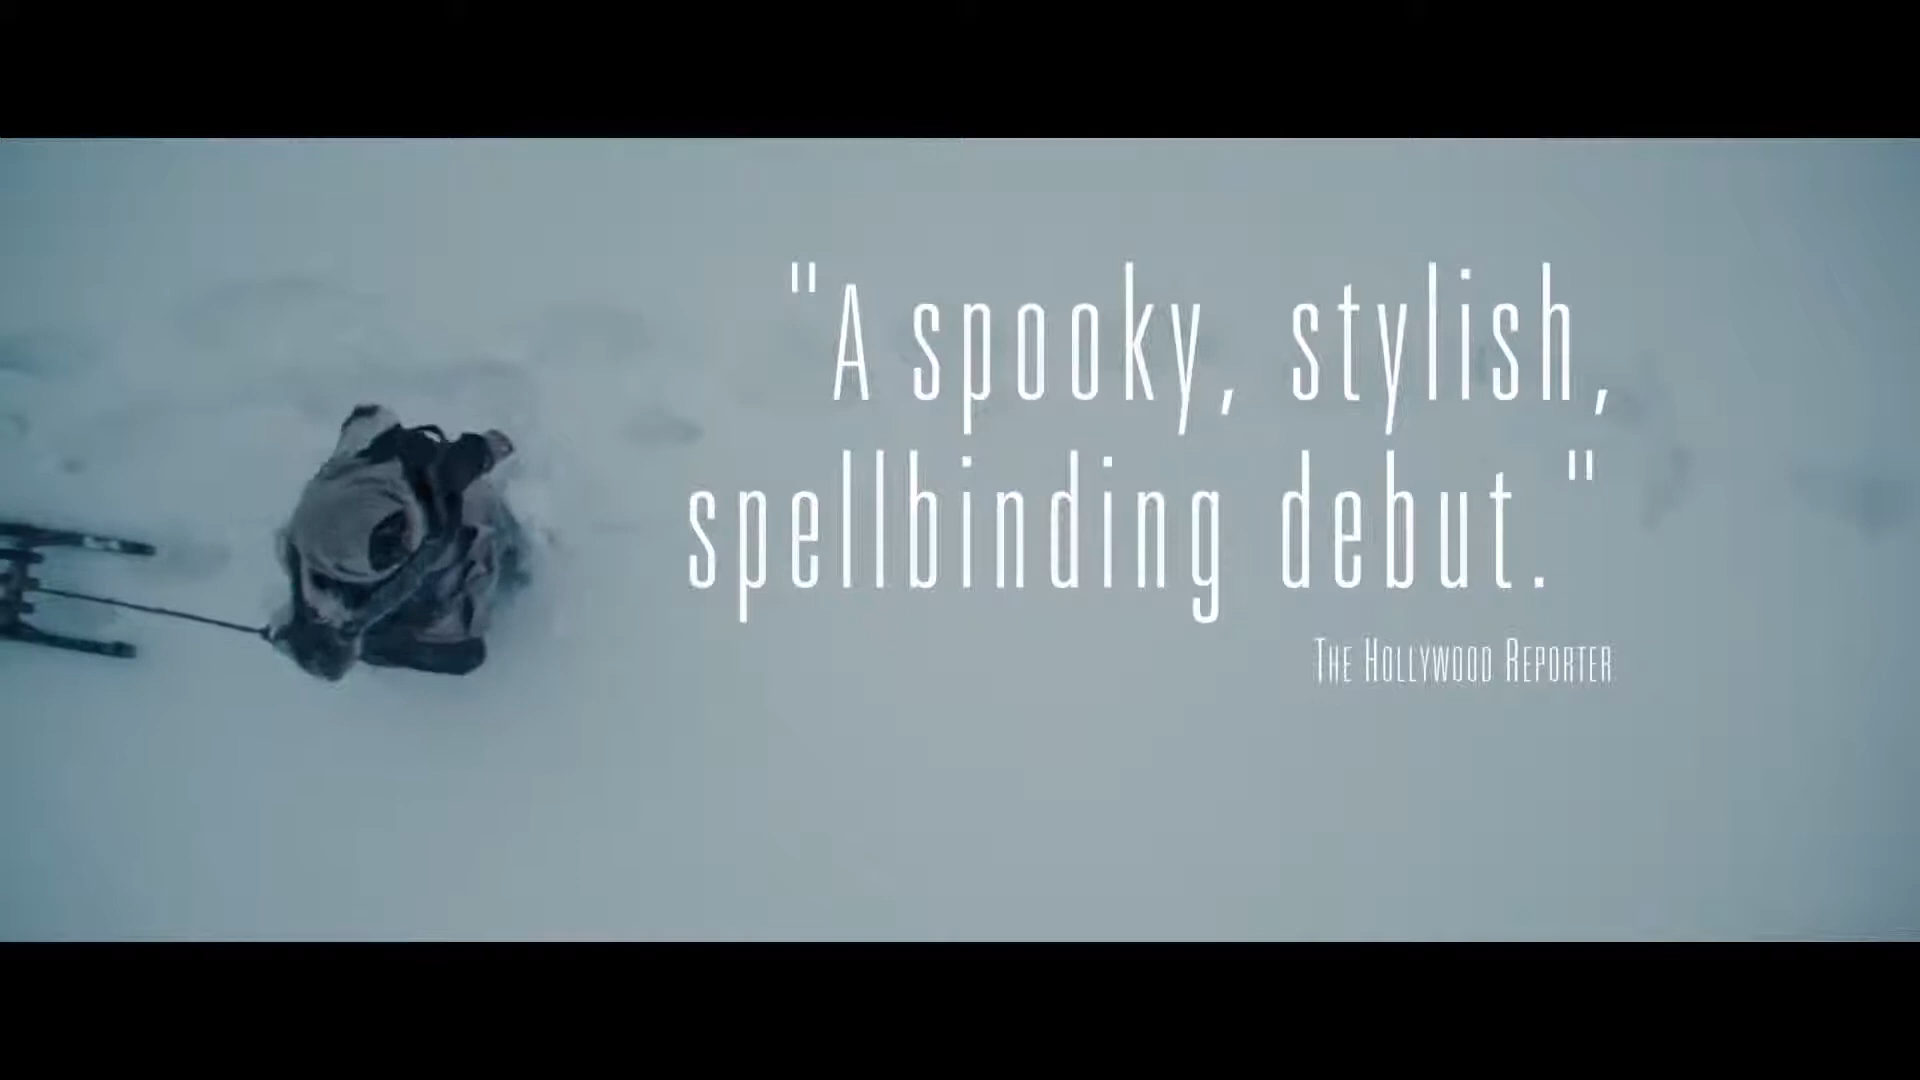 "A spooky, stylish,
spellbinding debut."
THE HOLLYWOOD REPORTER